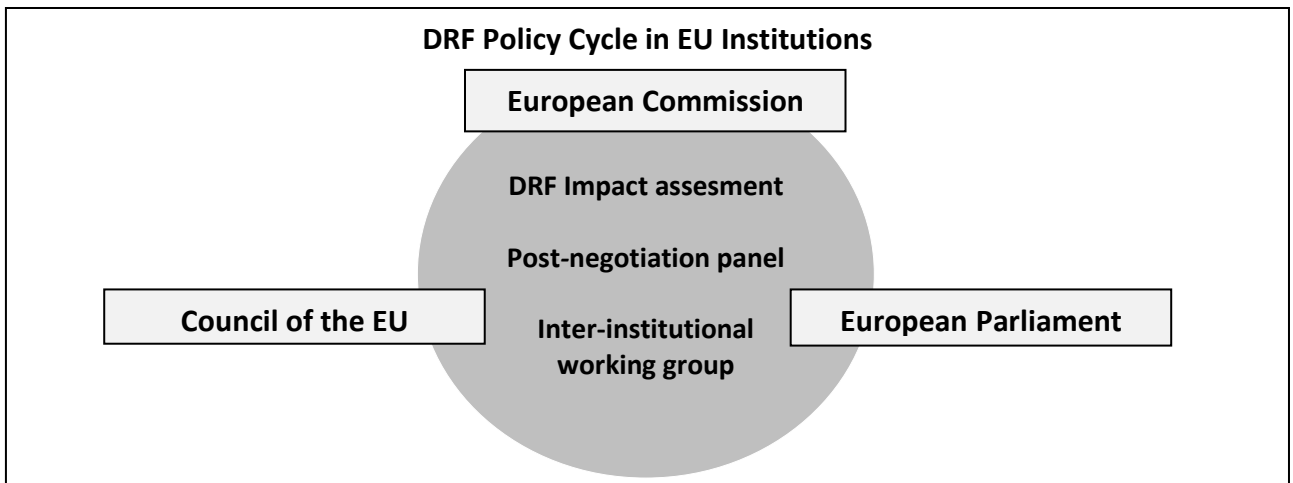 DRF Policy Cycle in EU Institutions
European Commission
DRF Impact assesment
Post-negotiation panel
Council of the EU
Inter-institutional
working group
European Parliament